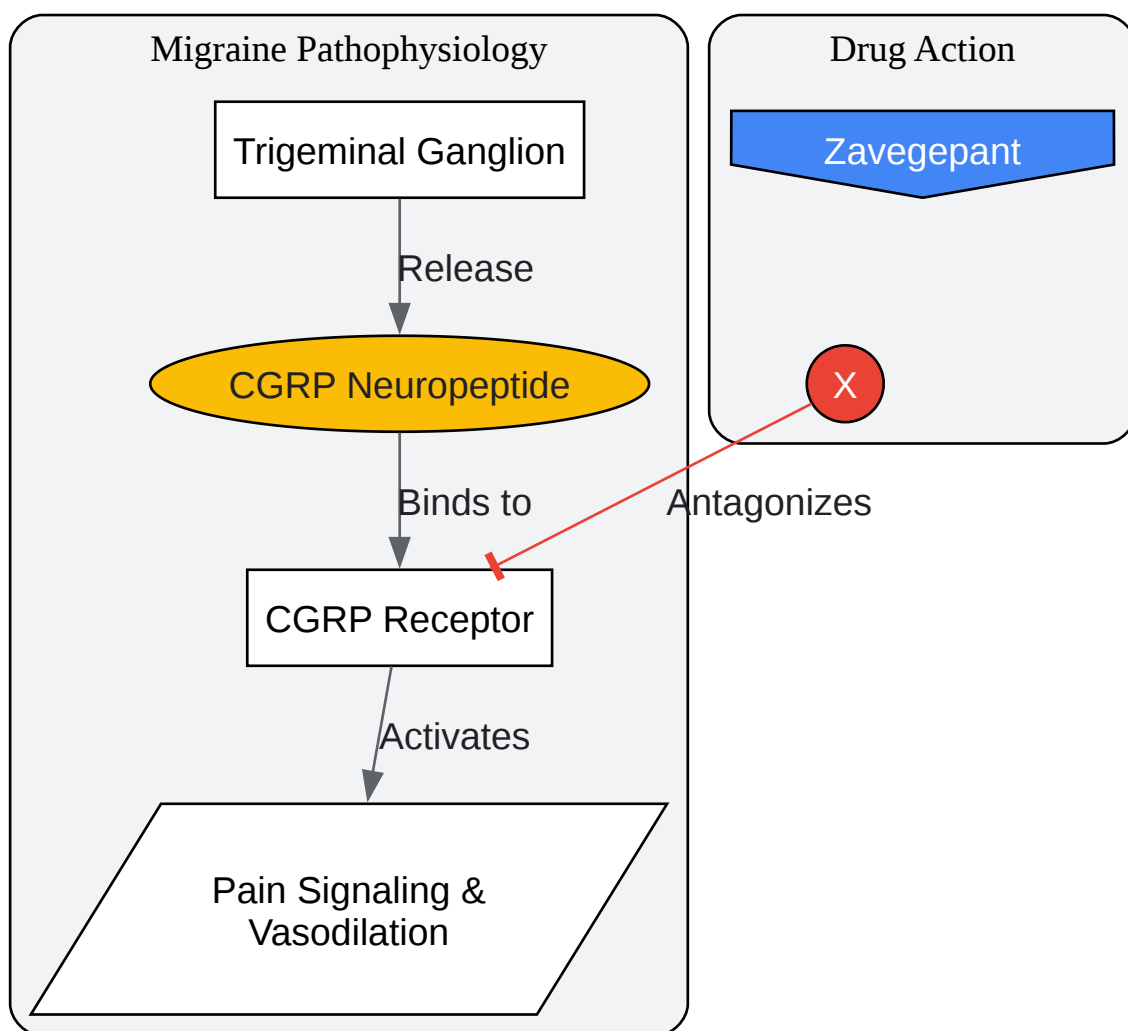 Migraine Pathophysiology
Trigeminal Ganglion
Release
CGRP Neuropeptide
Binds to
CGRP Receptor
Activates
Pain Signaling &
Vasodilation
Drug Action
Zavegepant
X
Antagonizes